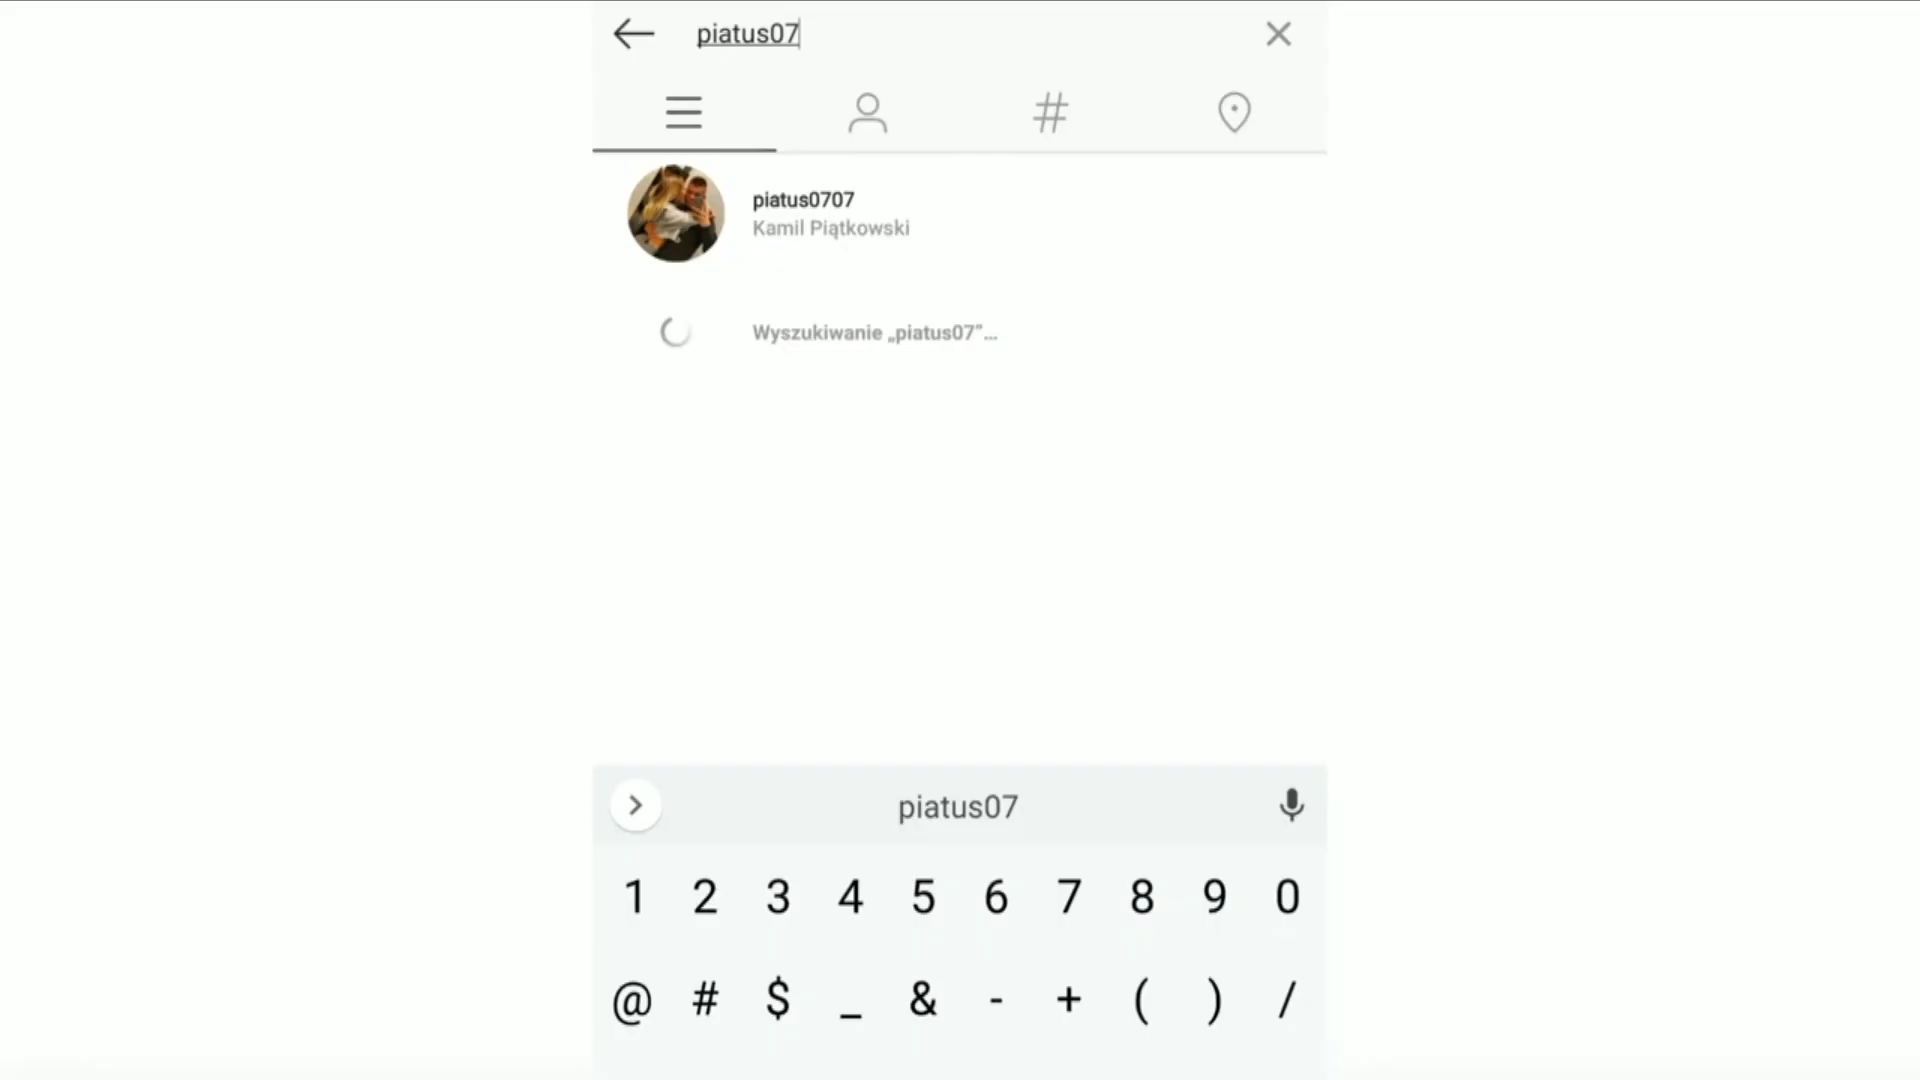 piatus07
#
piatus0707
Kamil Piątkowski
Wyszukiwanie „piatus07”...
piatus07
1 2 3 4 5 6 7 8 9 0
@ # $ _ & - + ( ) /